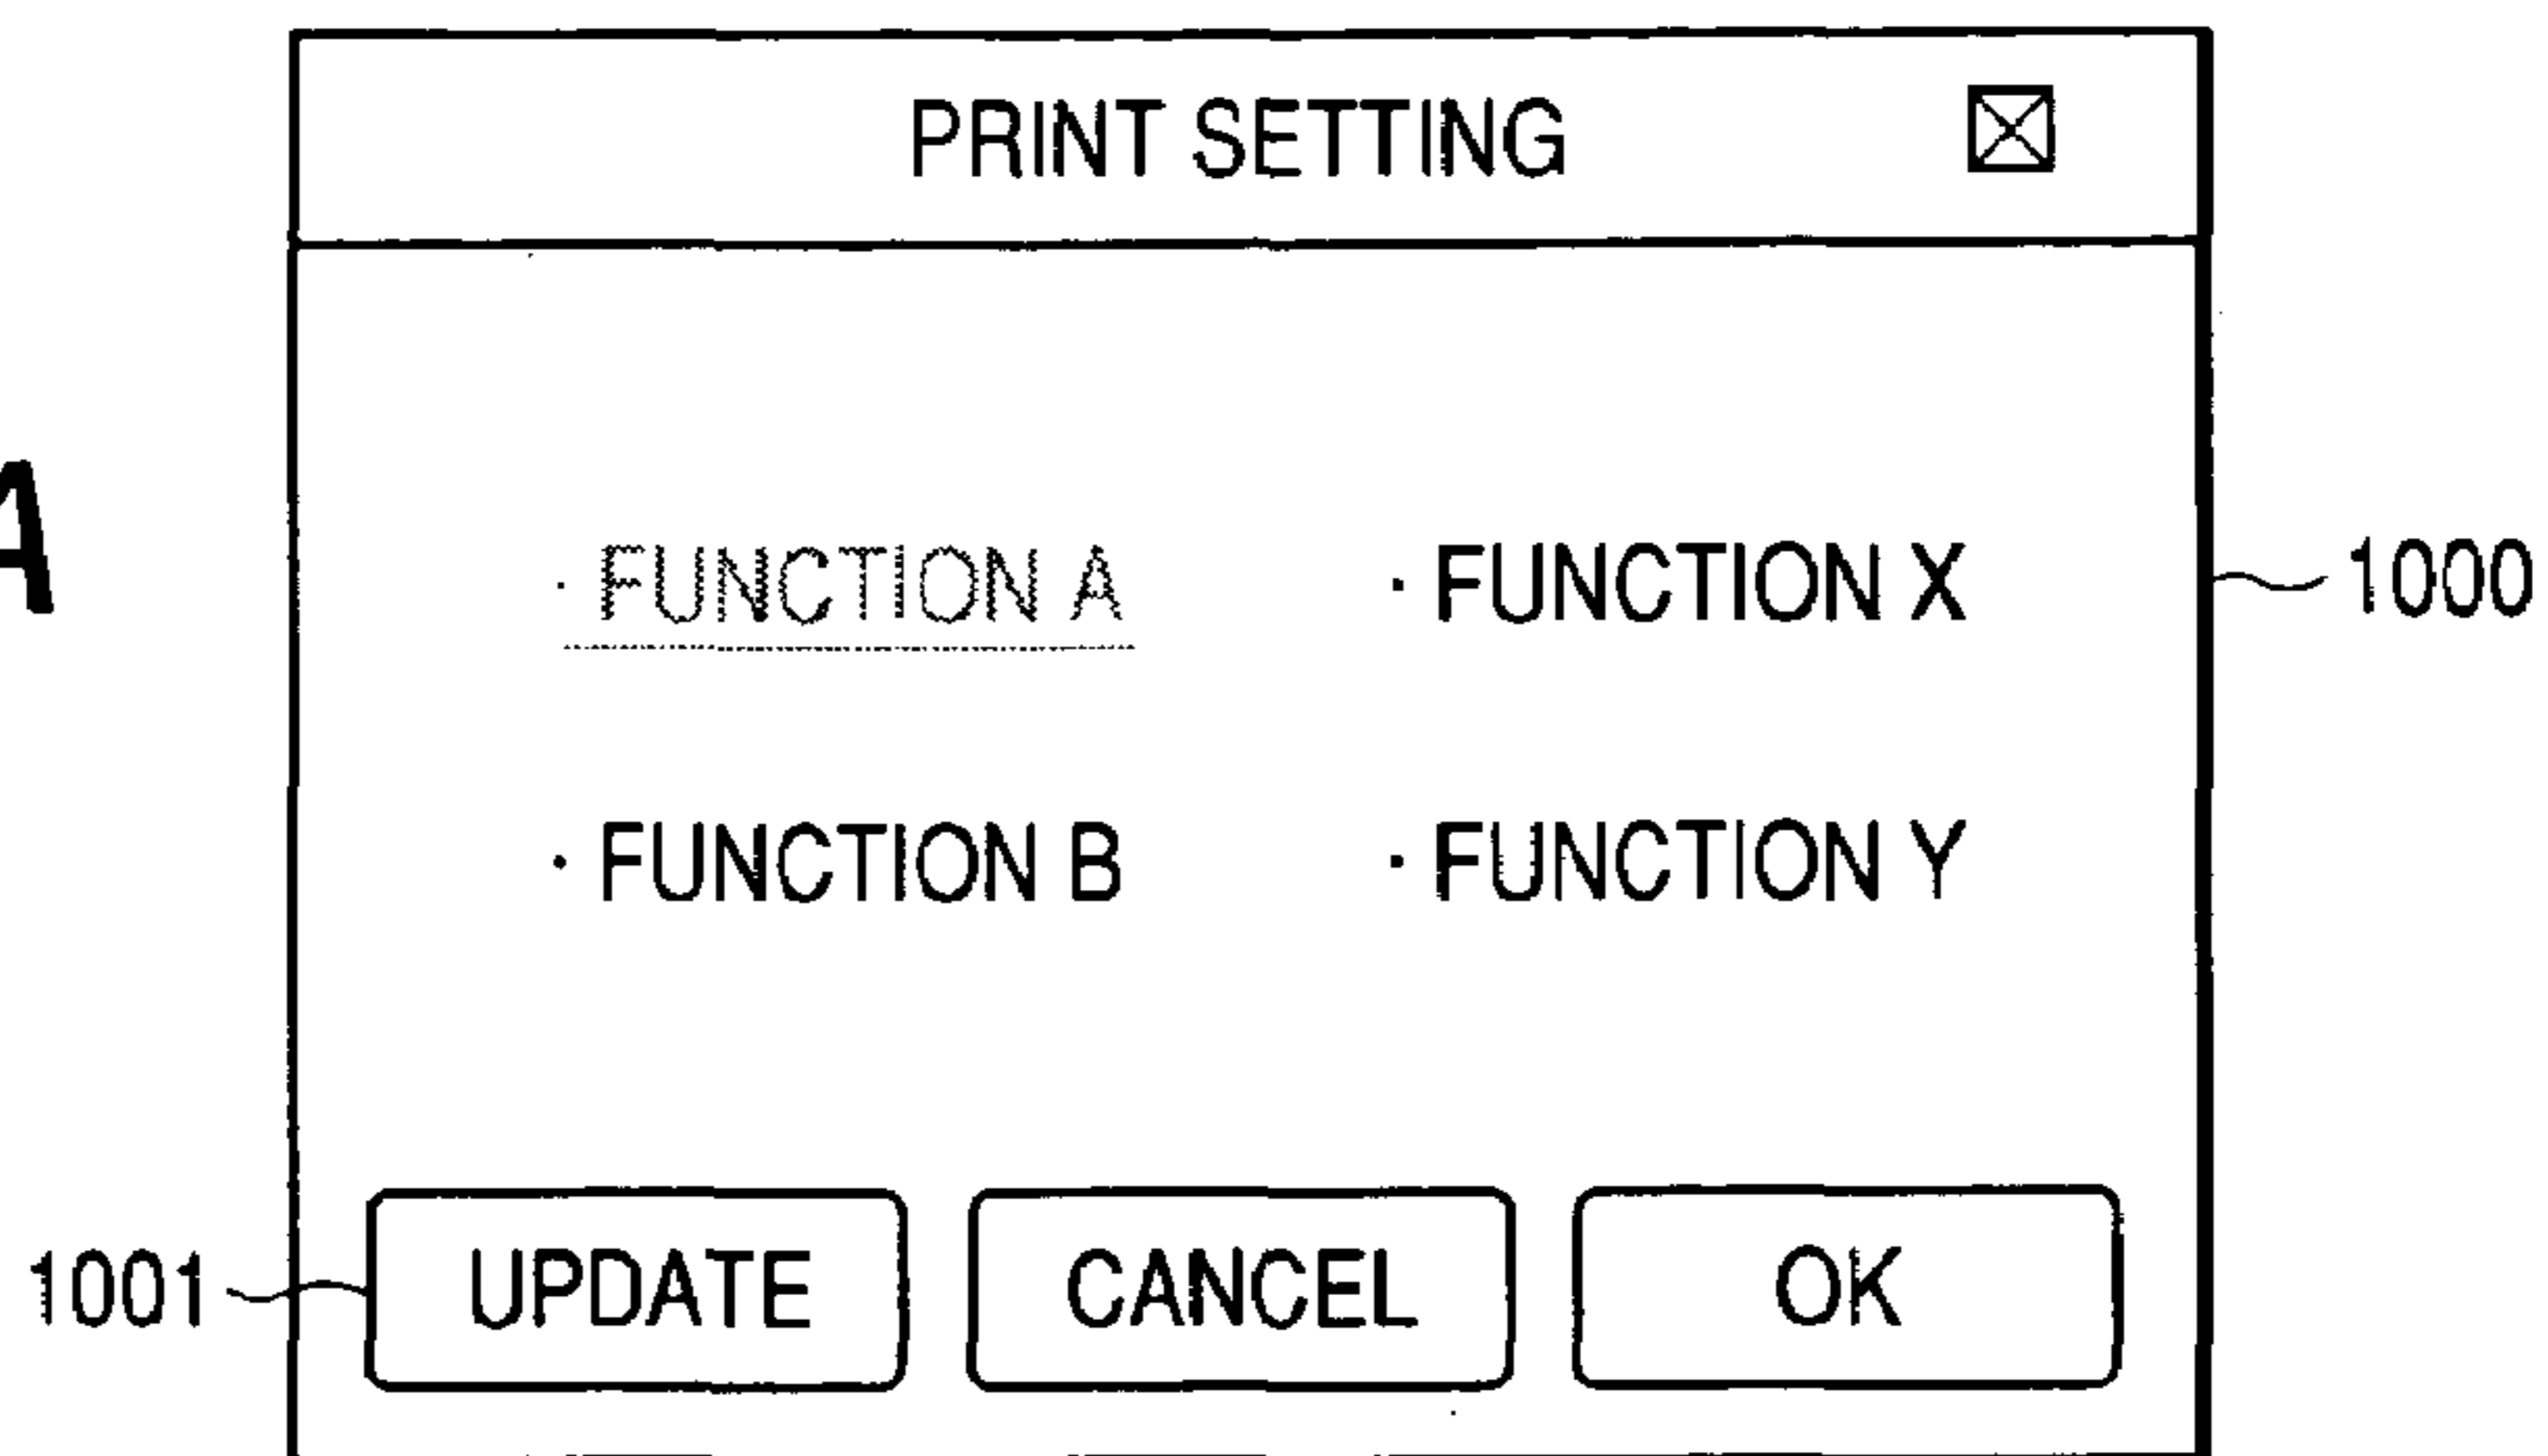 PRINT SETTING
A
· FUNCTION A · FUNCTION X
1000
· FUNCTION B · FUNCTION Y
1001
UPDATE CANCEL OK